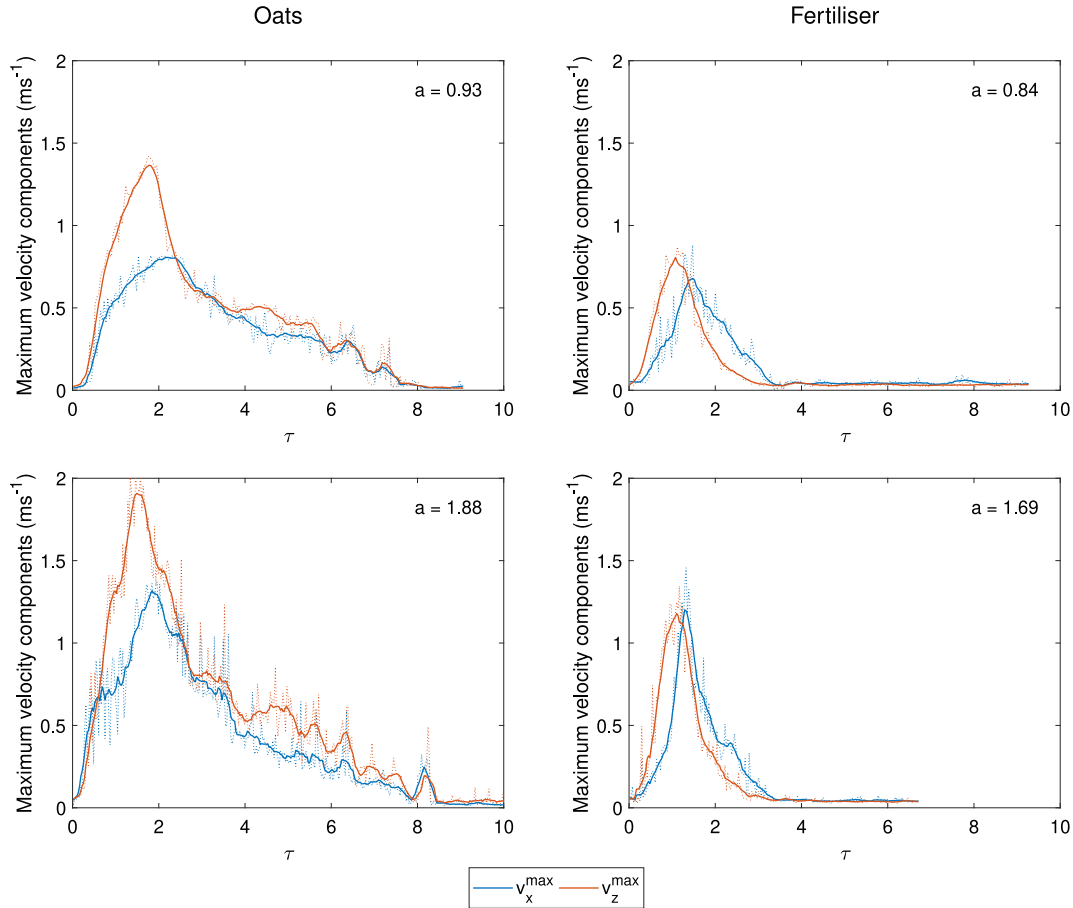 Oats
Fertiliser
Maximum velocity components (ms⁻¹)
2
1.5
1
0.5
0
a = 0.93
0 2 4 6 8 10
τ
Maximum velocity components (ms⁻¹)
2
1.5
1
0.5
0
a = 0.84
0 2 4 6 8 10
τ
Maximum velocity components (ms⁻¹)
2
1.5
1
0.5
0
a = 1.88
0 2 4 6 8 10
τ
Maximum velocity components (ms⁻¹)
2
1.5
1
0.5
0
a = 1.69
0 2 4 6 8 10
τ
v_x^max v_z^max